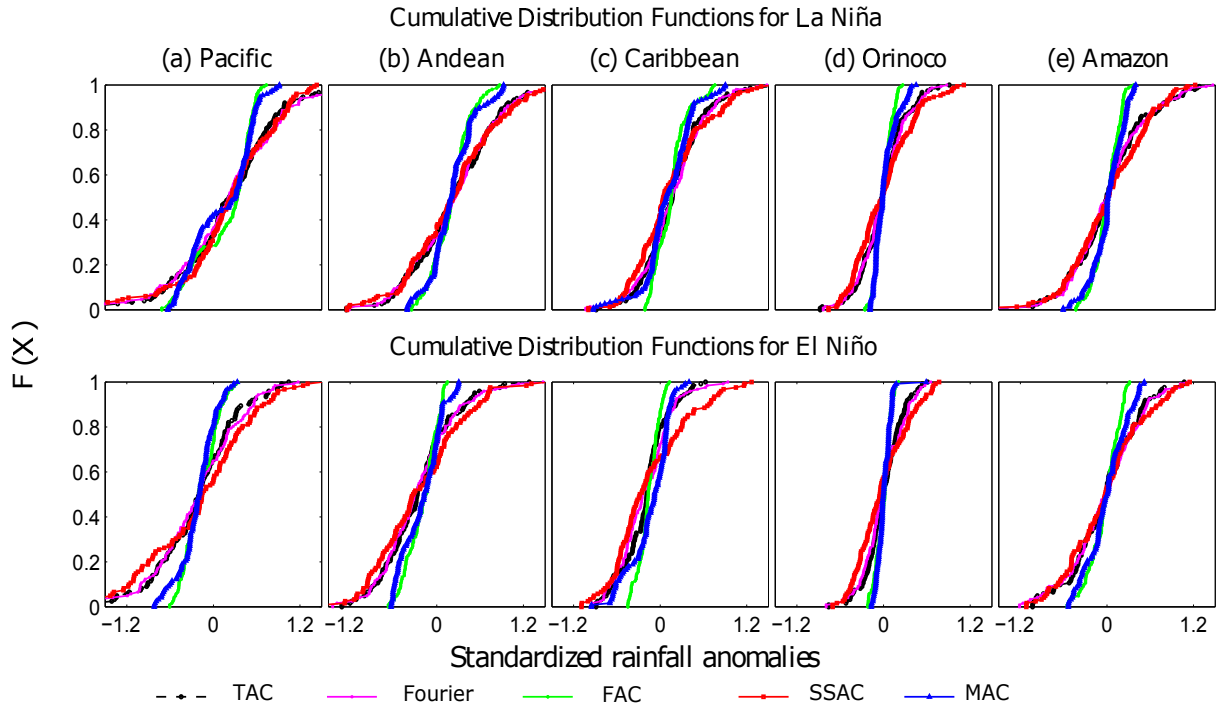 Cumulative Distribution Functions for La Niña
(a) Pacific (b) Andean (c) Caribbean (d) Orinoco (e) Amazon
1
0.8
0.6
0.4
0.2
0
−1.2 0 1.2 −1.2 0 1.2 −1.2 0 1.2 −1.2 0 1.2 −1.2 0 1.2
F(X)
Cumulative Distribution Functions for El Niño
1
0.8
0.6
0.4
0.2
0
Standardized rainfall anomalies
TAC Fourier FAC SSAC MAC